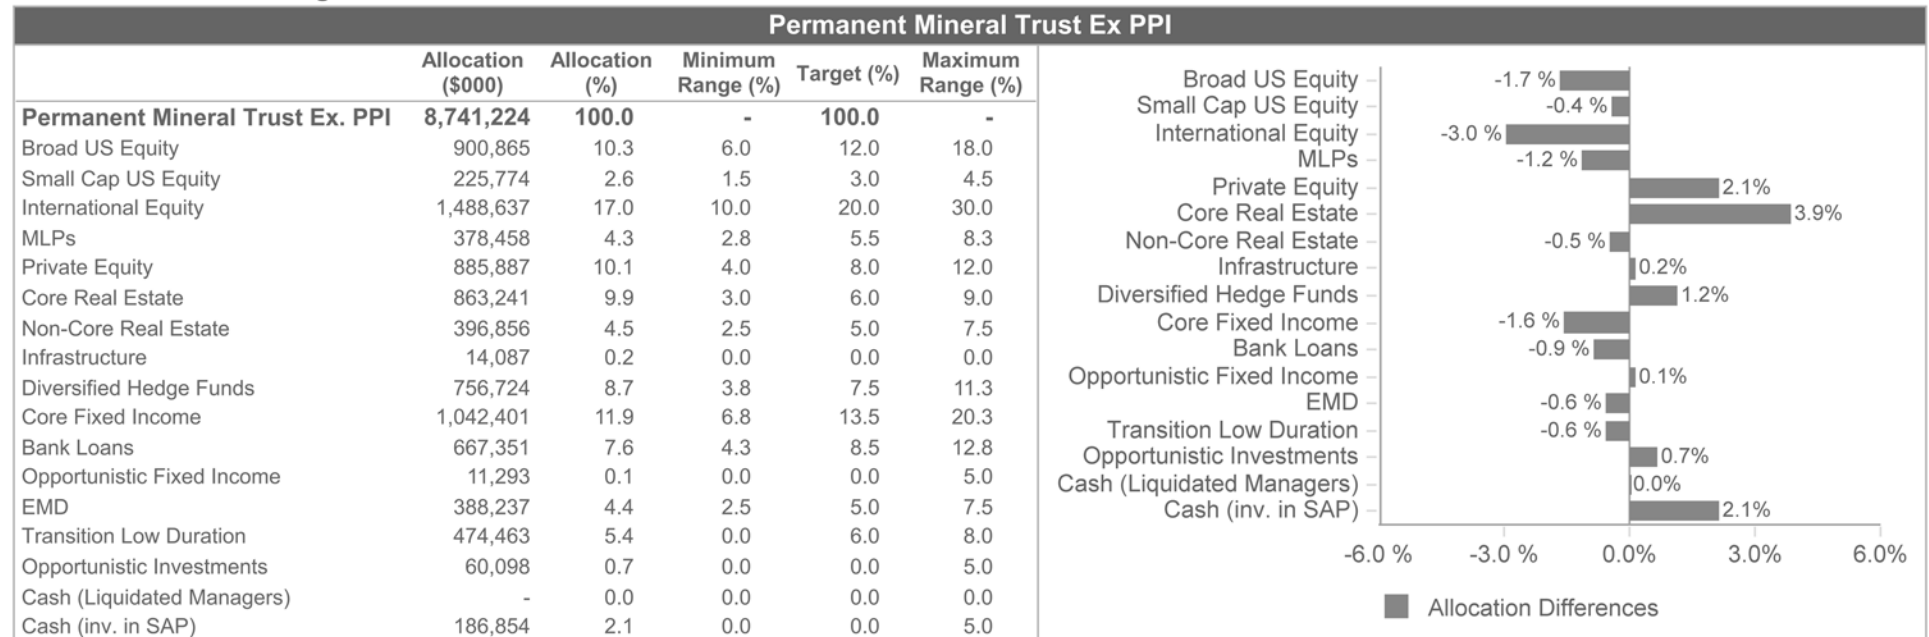 Permanent Mineral Trust Ex PPI
Allocation ($000) Allocation (%) Minimum Range (%) Target (%) Maximum Range (%)
Permanent Mineral Trust Ex. PPI 8,741,224 100.0 - 100.0 -
Broad US Equity 900,865 10.3 6.0 12.0 18.0
Small Cap US Equity 225,774 2.6 1.5 3.0 4.5
International Equity 1,488,637 17.0 10.0 20.0 30.0
MLPs 378,458 4.3 2.8 5.5 8.3
Private Equity 885,887 10.1 4.0 8.0 12.0
Core Real Estate 863,241 9.9 3.0 6.0 9.0
Non-Core Real Estate 396,856 4.5 2.5 5.0 7.5
Infrastructure 14,087 0.2 0.0 0.0 0.0
Diversified Hedge Funds 756,724 8.7 3.8 7.5 11.3
Core Fixed Income 1,042,401 11.9 6.8 13.5 20.3
Bank Loans 667,351 7.6 4.3 8.5 12.8
Opportunistic Fixed Income 11,293 0.1 0.0 0.0 5.0
EMD 388,237 4.4 2.5 5.0 7.5
Transition Low Duration 474,463 5.4 0.0 6.0 8.0
Opportunistic Investments 60,098 0.7 0.0 0.0 5.0
Cash (Liquidated Managers) - 0.0 0.0 0.0 0.0
Cash (inv. in SAP) 186,854 2.1 0.0 0.0 5.0
Broad US Equity -1.7 %
Small Cap US Equity -0.4 %
International Equity -3.0 %
MLPs -1.2 %
Private Equity 2.1%
Core Real Estate 3.9%
Non-Core Real Estate -0.5 %
Infrastructure 0.2%
Diversified Hedge Funds 1.2%
Core Fixed Income -1.6 %
Bank Loans -0.9 %
Opportunistic Fixed Income 0.1%
EMD -0.6 %
Transition Low Duration -0.6 %
Opportunistic Investments 0.7%
Cash (Liquidated Managers) 0.0%
Cash (inv. in SAP) 2.1%
-6.0 % -3.0 % 0.0% 3.0% 6.0%
Allocation Differences